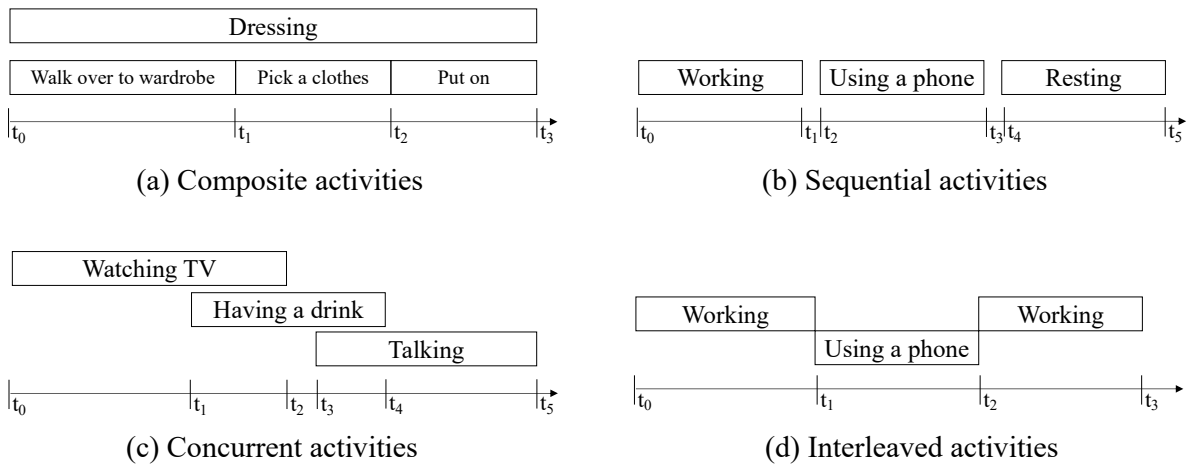 Dressing
Walk over to wardrobe Pick a clothes Put on
t₀ t₁ t₂ t₃
(a) Composite activities
Working Using a phone Resting
t₀ t₁ t₂ t₃ t₄ t₅
(b) Sequential activities
Watching TV
Having a drink
Talking
t₀ t₁ t₂ t₃ t₄ t₅
(c) Concurrent activities
Working Working
Using a phone
t₀ t₁ t₂ t₃
(d) Interleaved activities